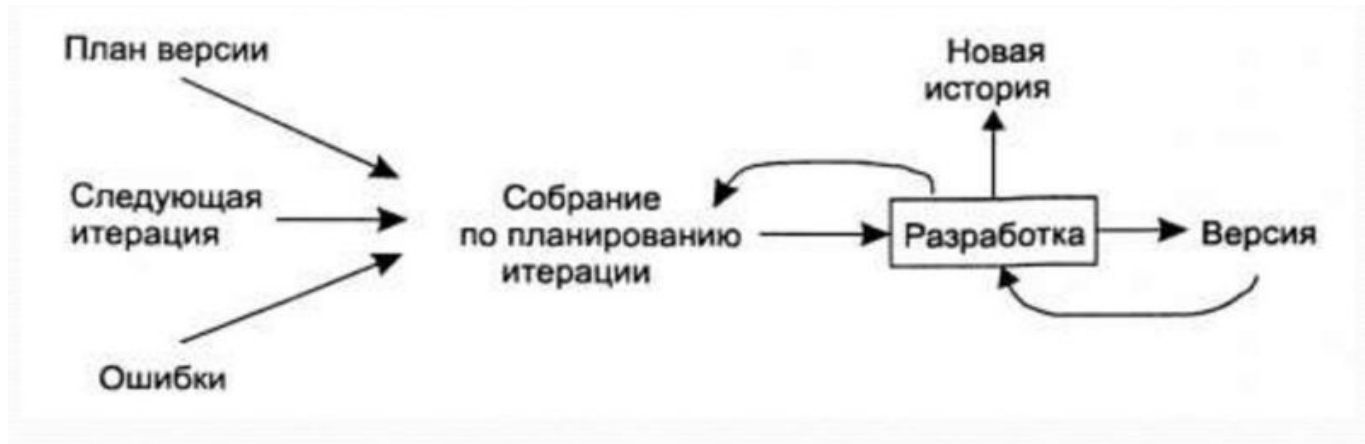 План версии
Следующая
итерация
Ошибки
Собрание
по планированию
итерации
Новая
история
Разработка
Версия